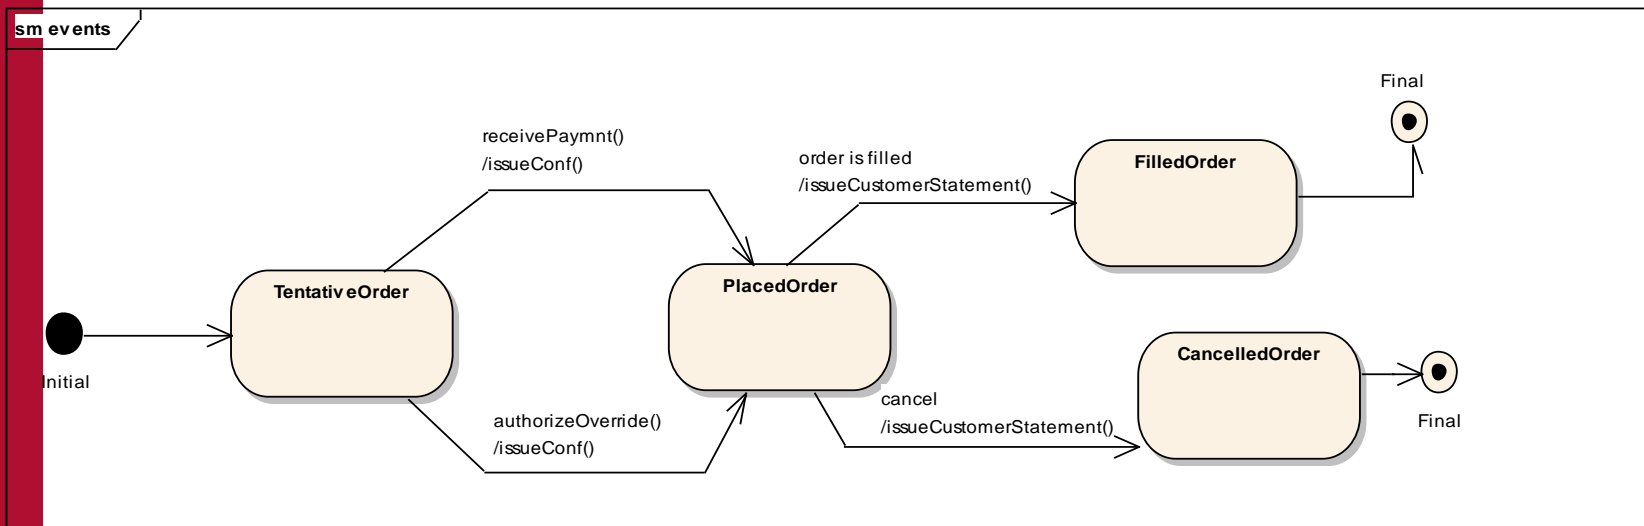 sm events
Final
receivePaymnt()
/issueConf()
order is filled
/issueCustomerStatement()
FilledOrder
TentativeOrder
PlacedOrder
Initial
CancelledOrder
cancel
/issueCustomerStatement()
authorizeOverride()
/issueConf()
Final